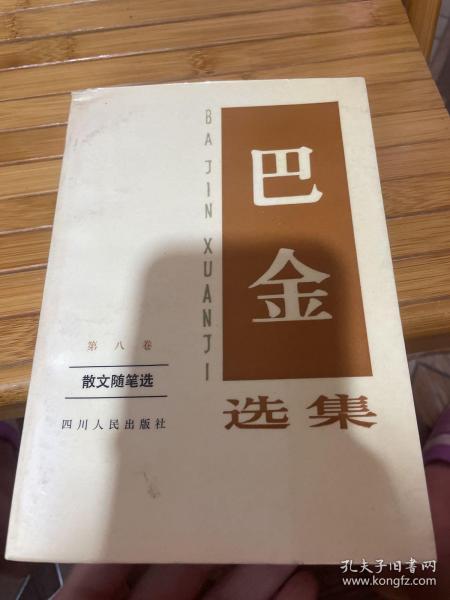 BA JIN XUANJI
巴金
选集
第八卷
散文随笔选
四川人民出版社
孔夫子旧书网
www.kongfz.com